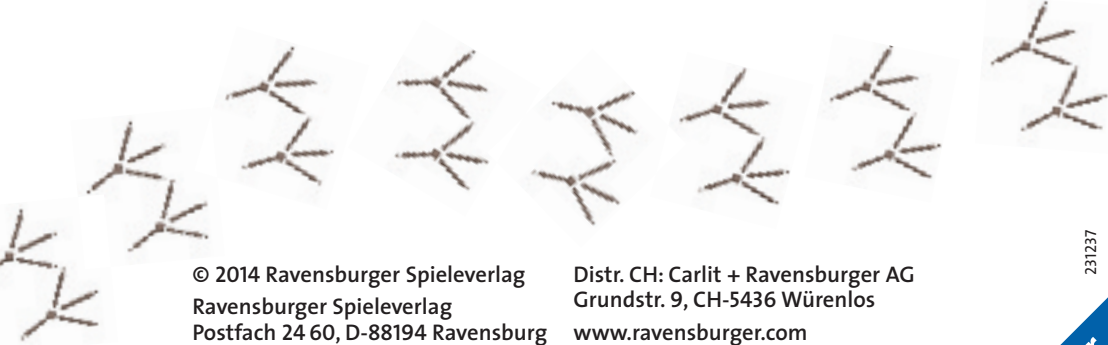 © 2014 Ravensburger Spieleverlag
Ravensburger Spieleverlag
Postfach 24 60, D-88194 Ravensburg
Distr. CH: Carlit + Ravensburger AG
Grundstr. 9, CH-5436 Würenlos
www.ravensburger.com
231237